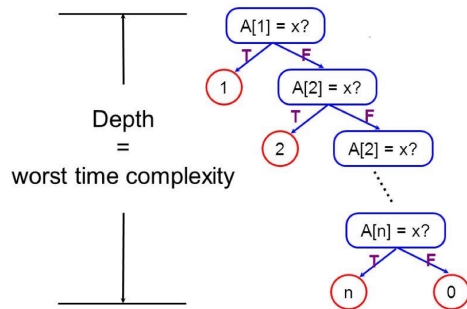 A[1] = x?
T
F
1
A[2] = x?
T
F
2
A[2] = x?
Depth
=
worst time complexity
A[n] = x?
T
F
n
0